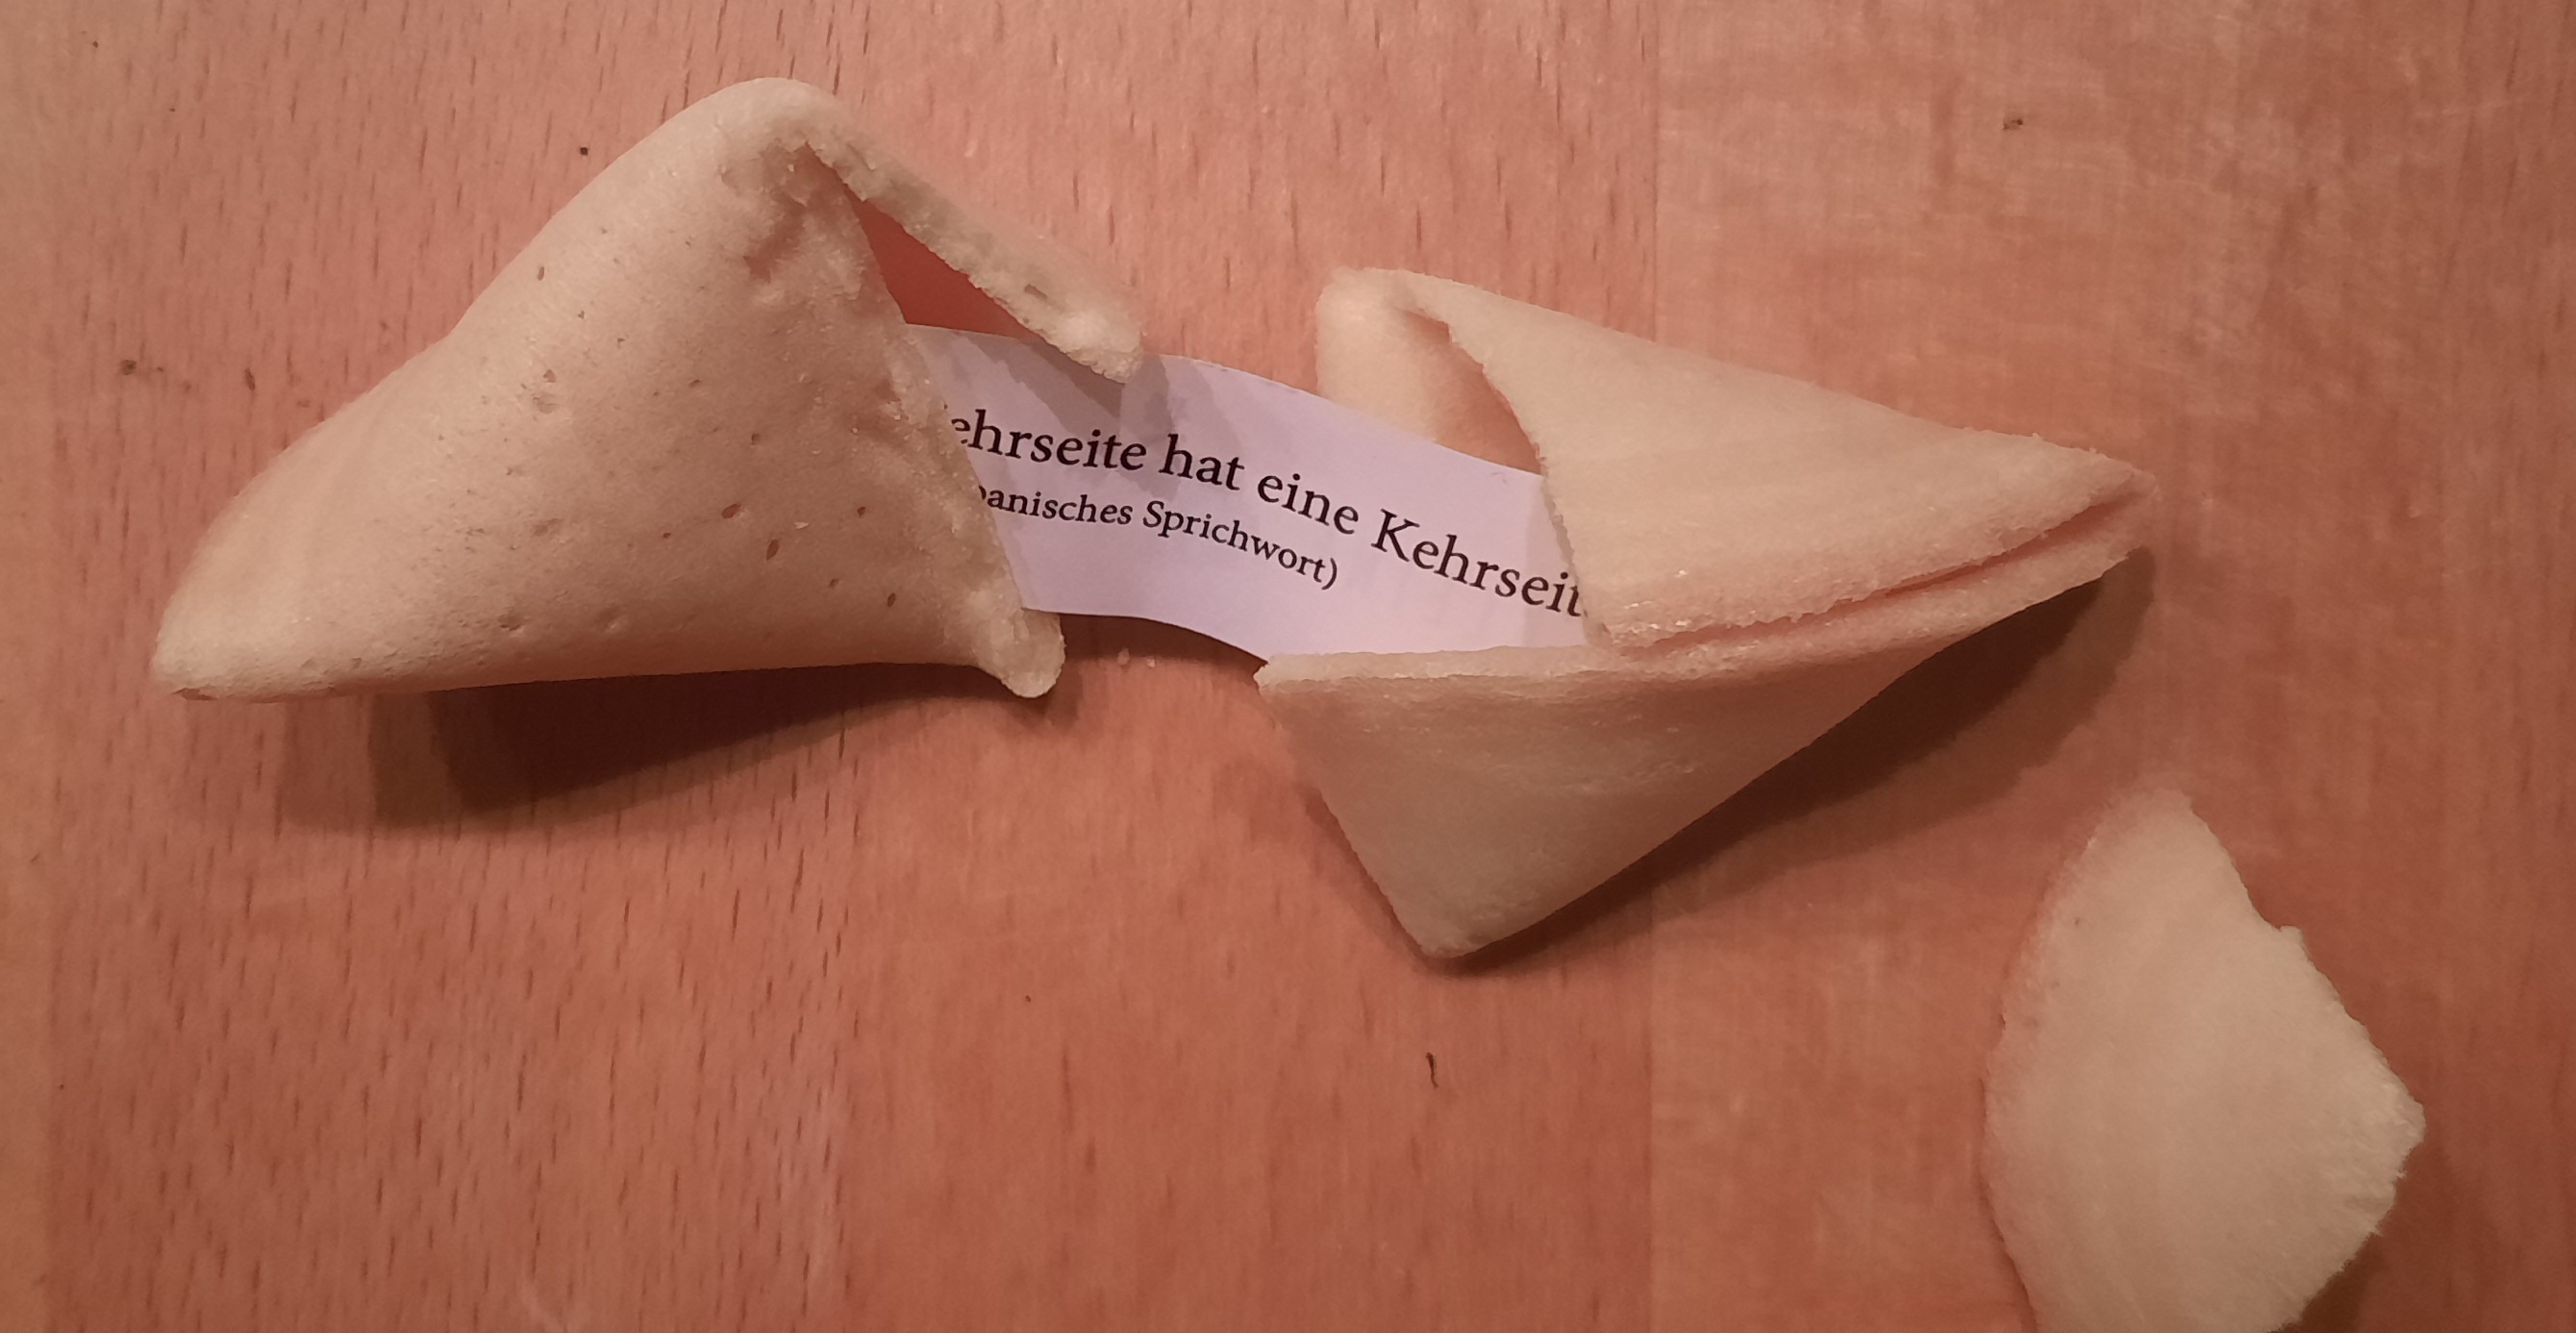 ehrseite hat eine Kehrseit
panisches Sprichwort)